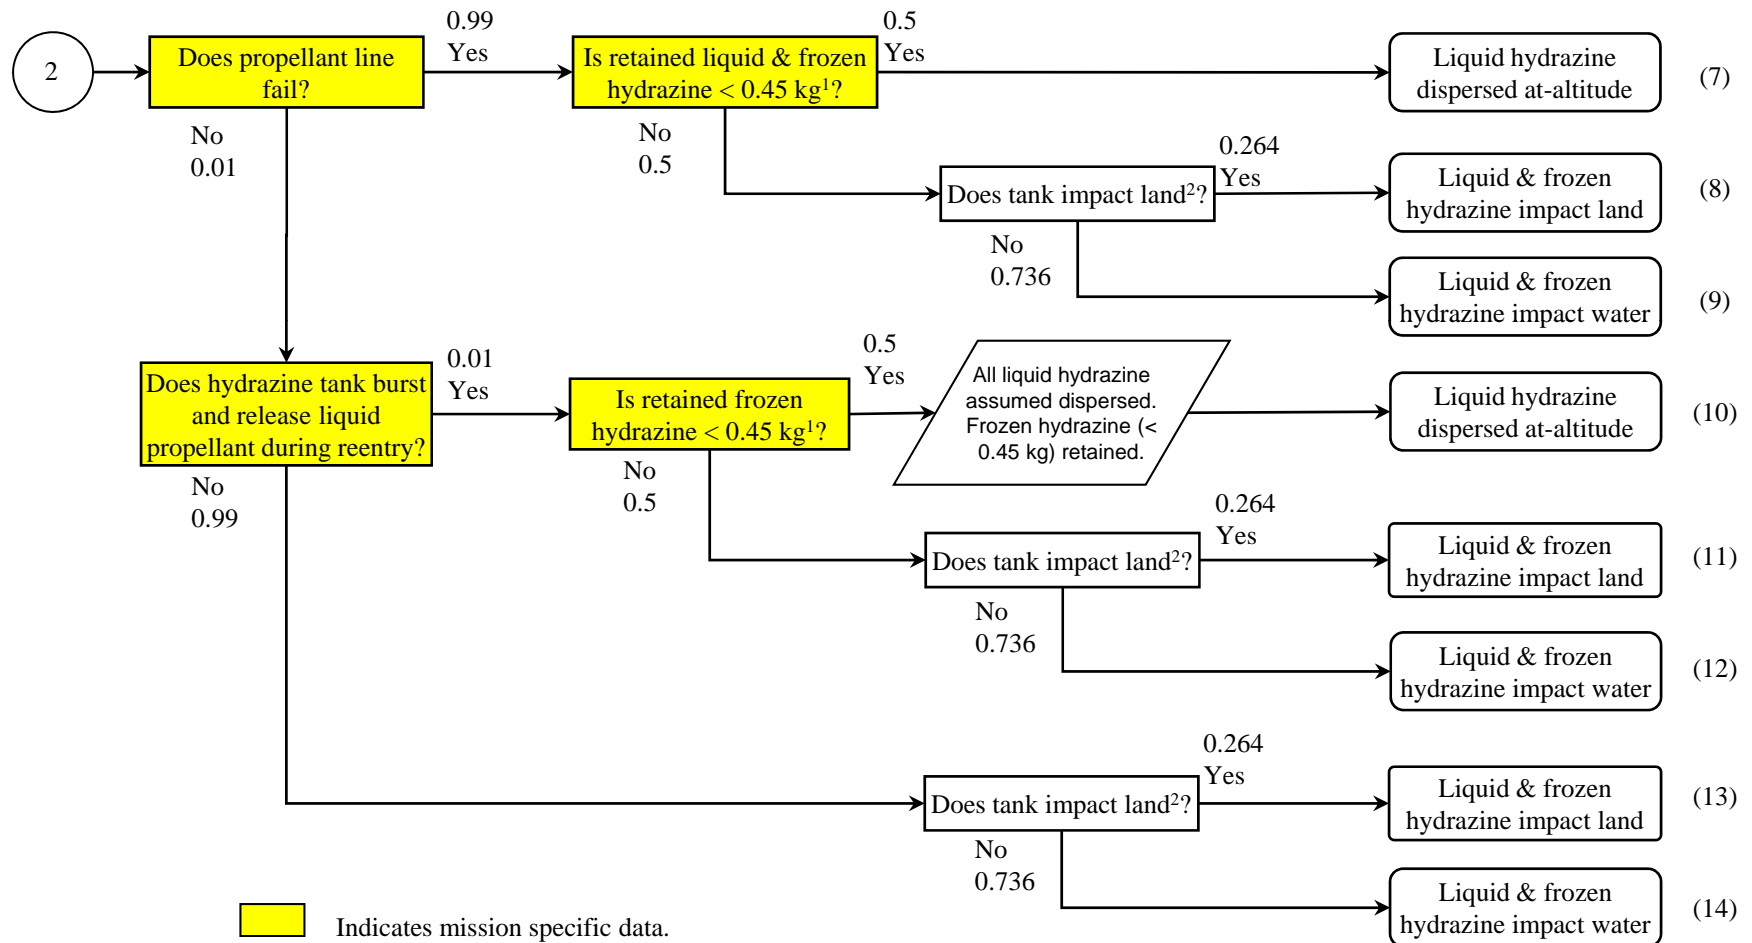 2
Does propellant line
fail?
0.99
Yes
No
0.01
Is retained liquid & frozen
hydrazine < 0.45 kg¹?
0.5
Yes
No
0.5
Liquid hydrazine
dispersed at-altitude
(7)
Does tank impact land²?
0.264
Yes
No
0.736
Liquid & frozen
hydrazine impact land
(8)
Liquid & frozen
hydrazine impact water
(9)
Does hydrazine tank burst
and release liquid
propellant during reentry?
0.01
Yes
No
0.99
Is retained frozen
hydrazine < 0.45 kg¹?
0.5
Yes
No
0.5
All liquid hydrazine
assumed dispersed.
Frozen hydrazine (<
0.45 kg) retained.
Liquid hydrazine
dispersed at-altitude
(10)
Does tank impact land²?
0.264
Yes
No
0.736
Liquid & frozen
hydrazine impact land
(11)
Liquid & frozen
hydrazine impact water
(12)
Does tank impact land²?
0.264
Yes
No
0.736
Liquid & frozen
hydrazine impact land
(13)
Liquid & frozen
hydrazine impact water
(14)
Indicates mission specific data.